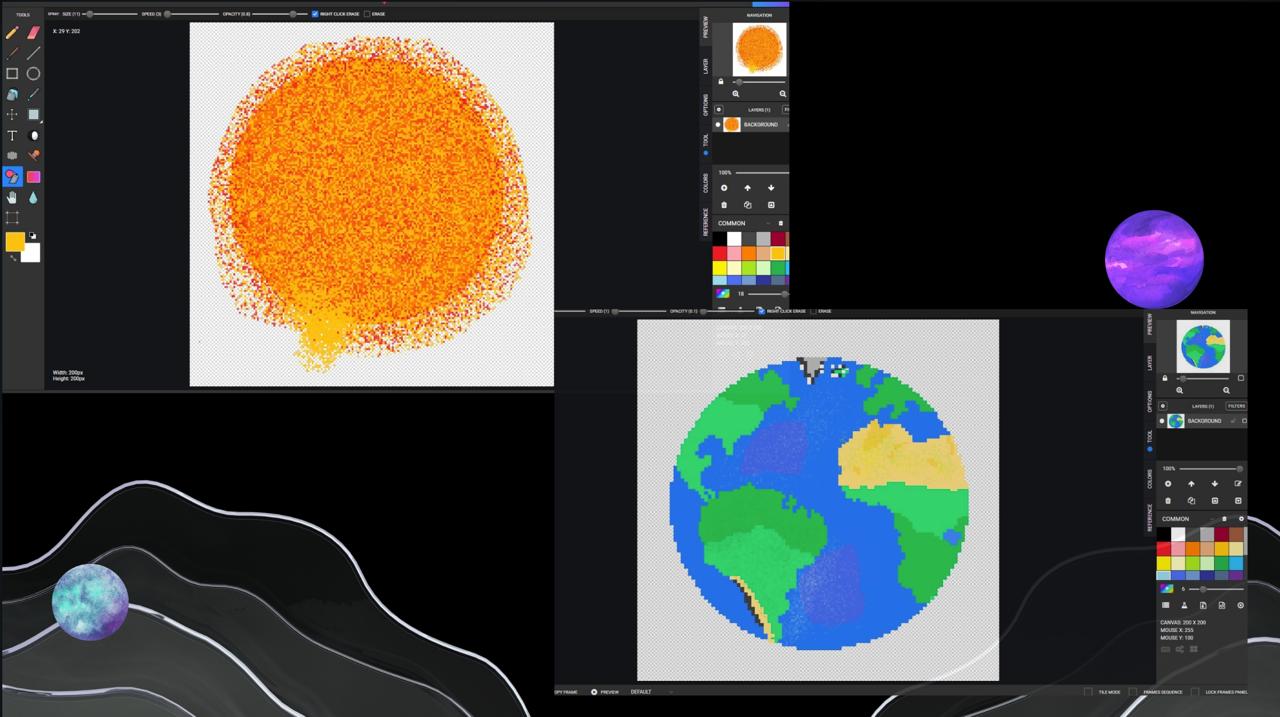 TOOLS
SPRAY SIZE (11) SPEED (3) OPACITY (0.8) RIGHT CLICK ERASE ERASE
X: 29 Y: 202
Width: 200px
Height: 200px
PREVIEW
LAYER
OPTIONS
TOOL
COLORS
REFERENCE
NAVIGATION
LAYERS (1)
BACKGROUND
100%
COMMON
18
SPEED (1) OPACITY (0.1) RIGHT CLICK ERASE ERASE
PREVIEW
LAYER
OPTIONS
TOOL
COLORS
REFERENCE
NAVIGATION
LAYERS (1) FILTERS
BACKGROUND
100%
COMMON
6
CANVAS: 200 X 200
MOUSE X: 255
MOUSE Y: 100
OPY FRAME PREVIEW DEFAULT TILE MODE FRAMES SEQUENCE LOCK FRAMES PANEL